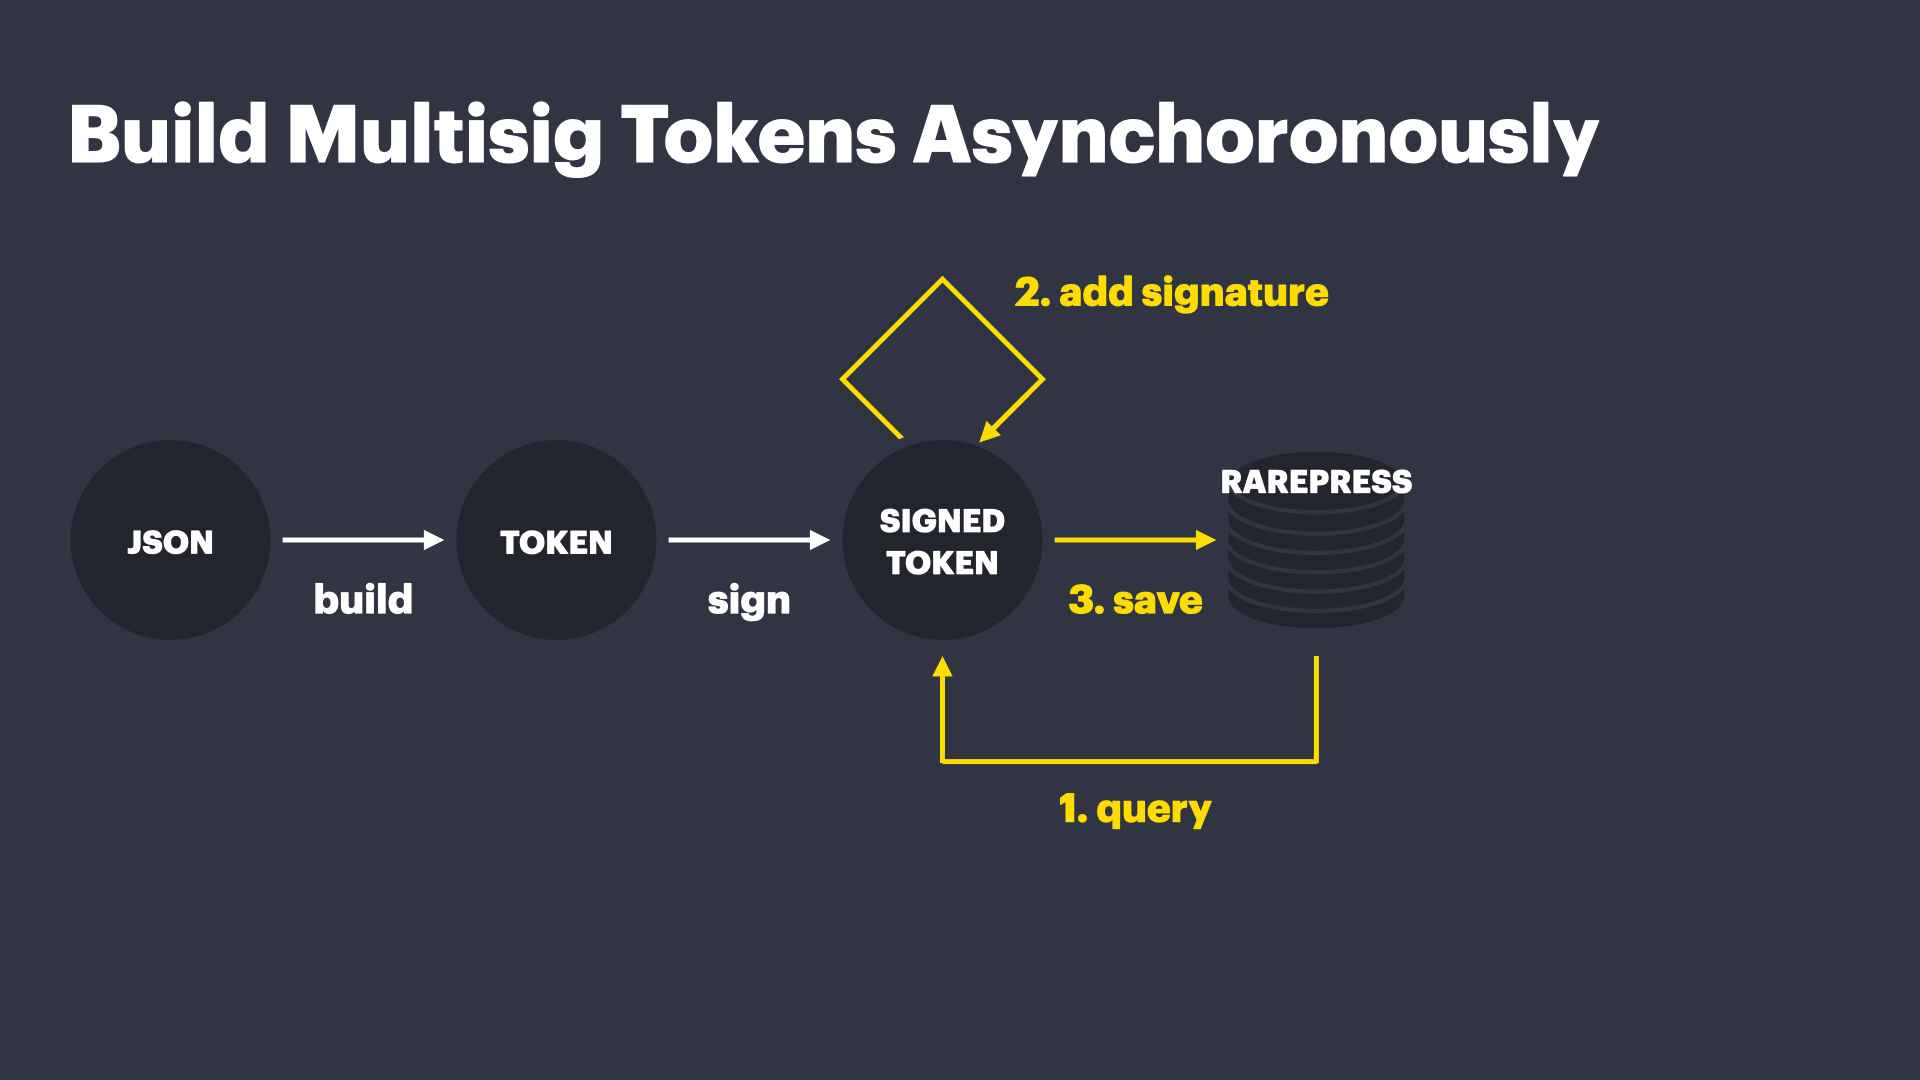 Build Multisig Tokens Asynchoronously
2. add signature
JSON
build
TOKEN
sign
SIGNED
TOKEN
3. save
RAREPRESS
1. query